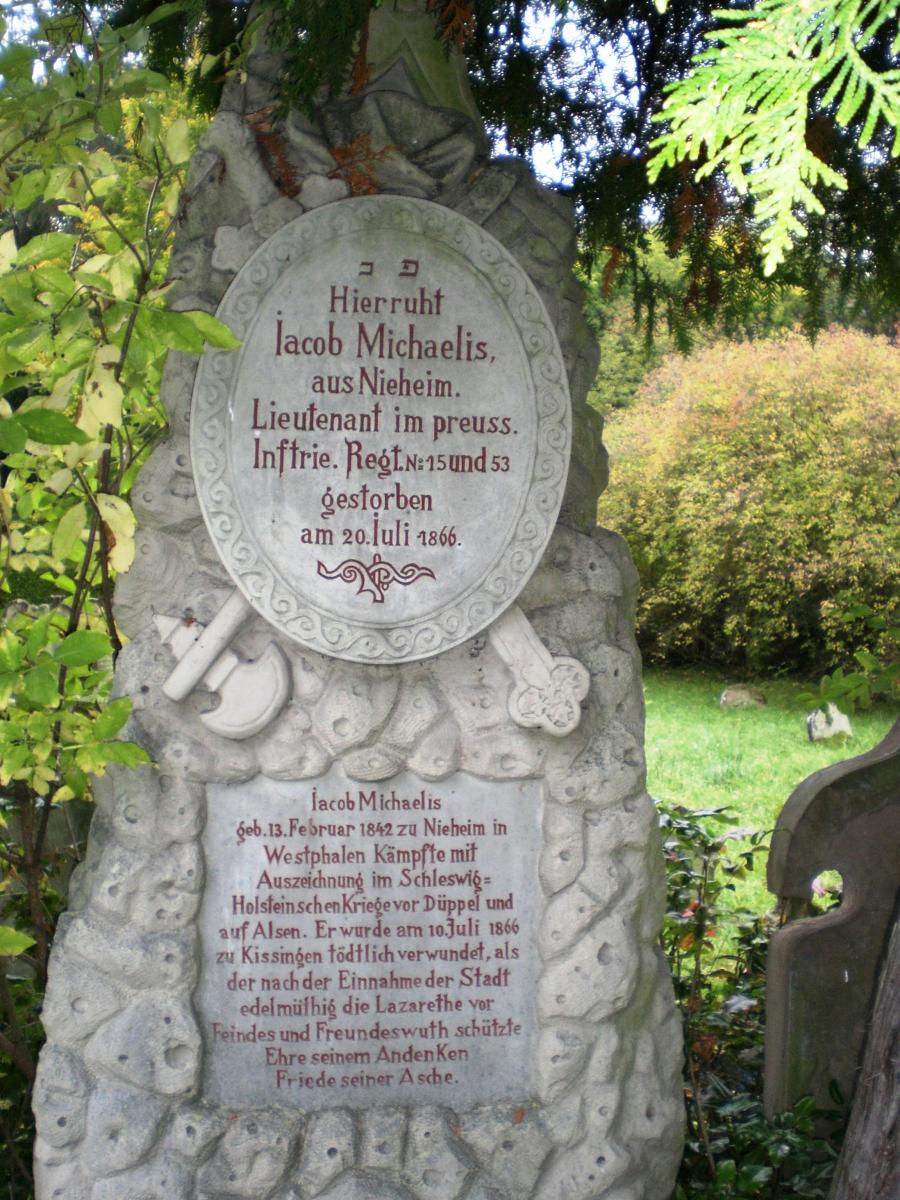 פ נ
Hierruht
Jacob Michaelis,
aus Nieheim.
Lieutenant im preuss.
Inftrie. Regt. No: 15 und 53
gestorben
am 20. Juli 1866.
Jacob Michaelis
geb. 13. Februar 1842 zu Nieheim in
Westphalen Kämpfte mit
Auszeichnung im Schleswig=
Holsteinschen Kriege vor Düppel und
auf Alsen. Er wurde am 10. Juli 1866
zu Kissingen tödtlich verwundet, als
der nach der Einnahme der Stadt
edelmüthig die Lazarethe vor
Feindes und Freundeswuth schützte
Ehre seinem Andenken
Friede seiner Asche.